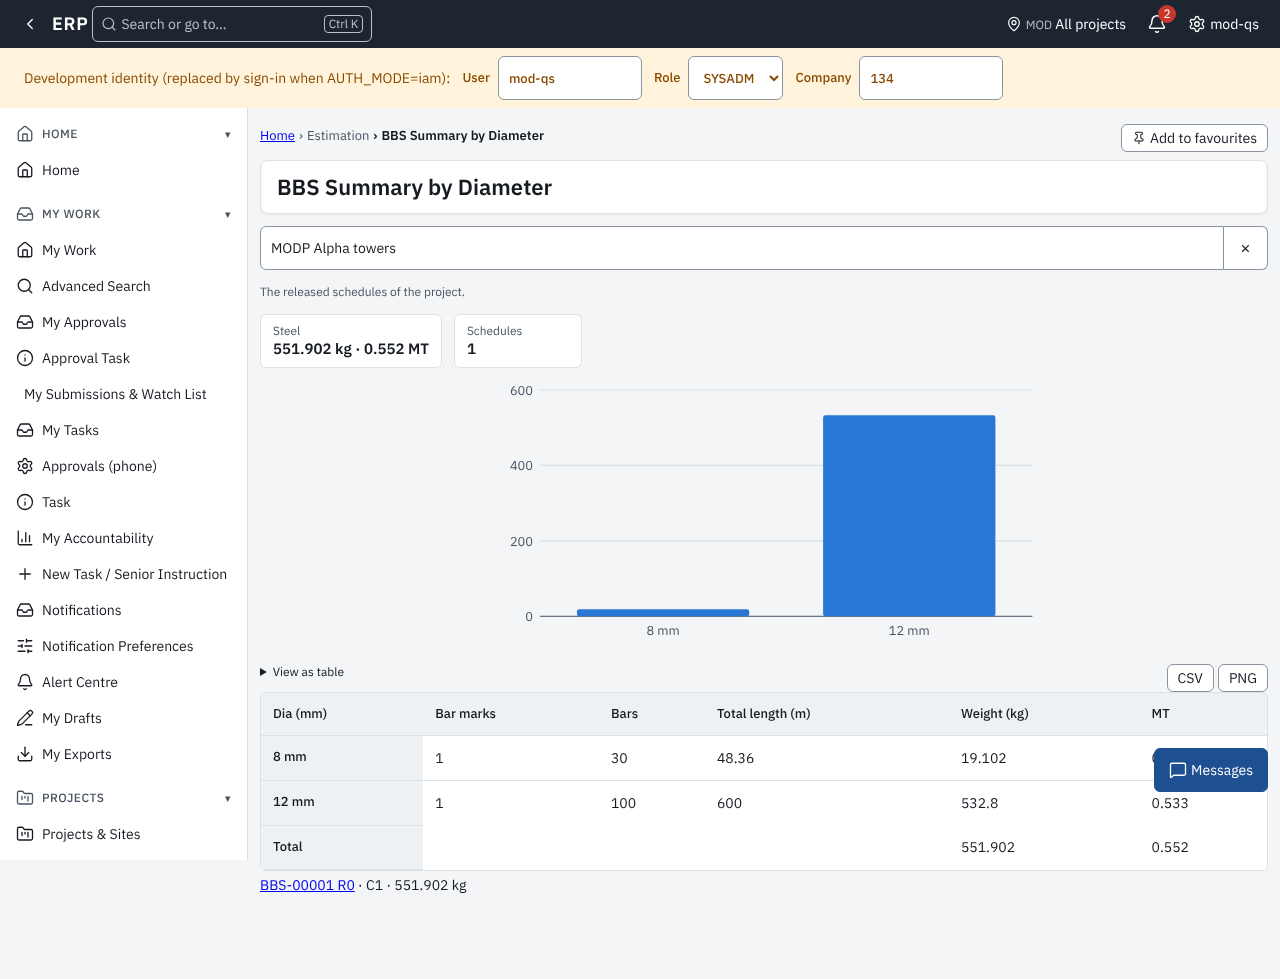 ERP
Search or go to...
Ctrl K
MOD All projects
2
mod-qs
Development identity (replaced by sign-in when AUTH_MODE=iam):
User
mod-qs
Role
SYSADM
Company
134
HOME
Home
MY WORK
My Work
Advanced Search
My Approvals
Approval Task
My Submissions & Watch List
My Tasks
Approvals (phone)
Task
My Accountability
New Task / Senior Instruction
Notifications
Notification Preferences
Alert Centre
My Drafts
My Exports
PROJECTS
Projects & Sites
Home › Estimation › BBS Summary by Diameter
Add to favourites
BBS Summary by Diameter
MODP Alpha towers
×
The released schedules of the project.
Steel
551.902 kg · 0.552 MT
Schedules
1
600
400
200
0
8 mm
12 mm
View as table
CSV
PNG
Dia (mm) Bar marks Bars Total length (m) Weight (kg) MT
8 mm 1 30 48.36 19.102
Messages
12 mm 1 100 600 532.8 0.533
Total 551.902 0.552
BBS-00001 R0 · C1 · 551.902 kg